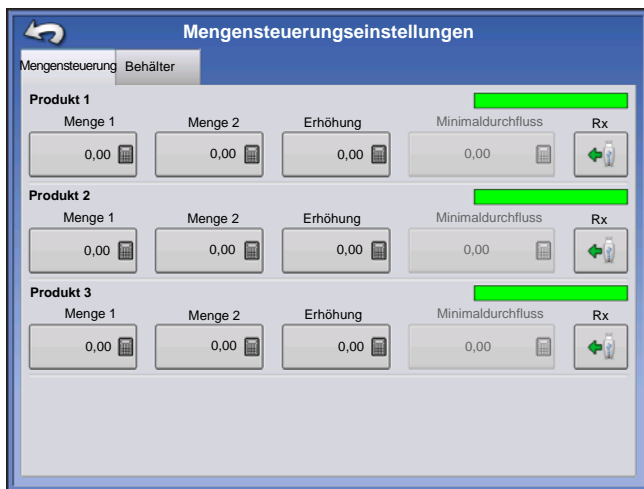 Mengensteuerungseinstellungen
Mengensteuerung Behälter
Produkt 1
Menge 1 Menge 2 Erhöhung Minimaldurchfluss Rx
0,00 0,00 0,00 0,00
Produkt 2
Menge 1 Menge 2 Erhöhung Minimaldurchfluss Rx
0,00 0,00 0,00 0,00
Produkt 3
Menge 1 Menge 2 Erhöhung Minimaldurchfluss Rx
0,00 0,00 0,00 0,00